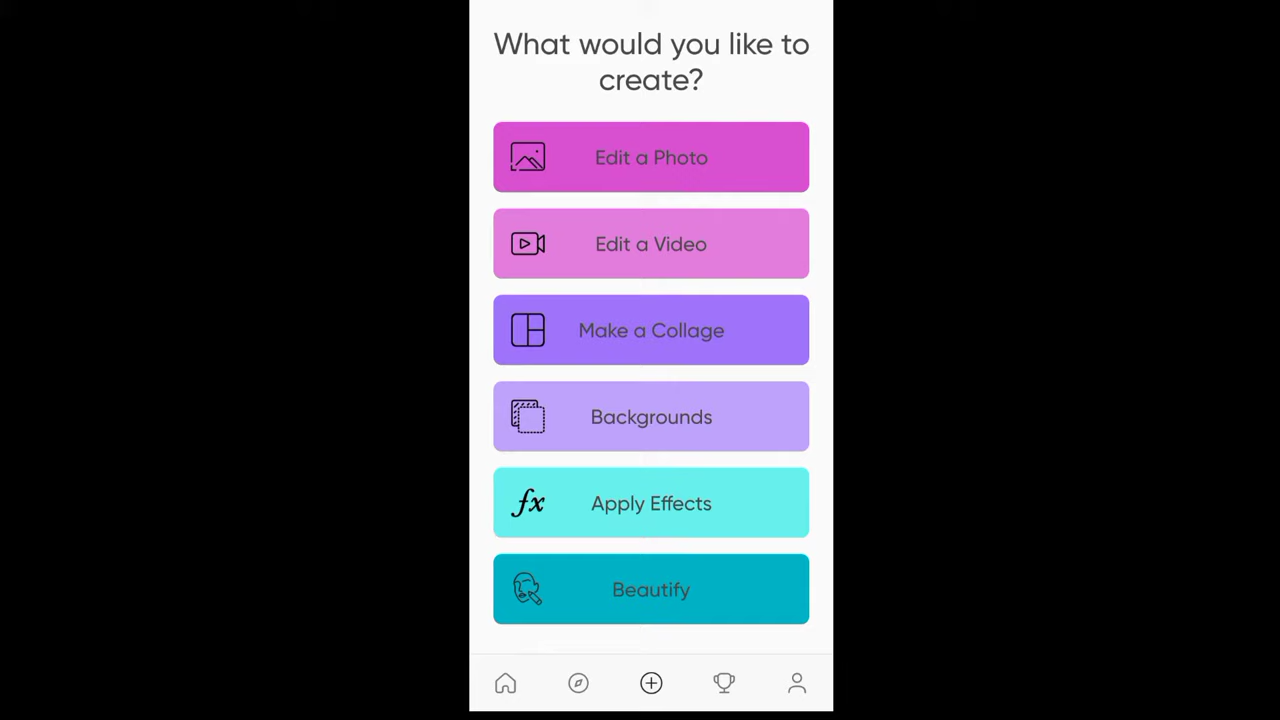 What would you like to
create?
Edit a Photo
Edit a Video
Make a Collage
Backgrounds
fx Apply Effects
Beautify